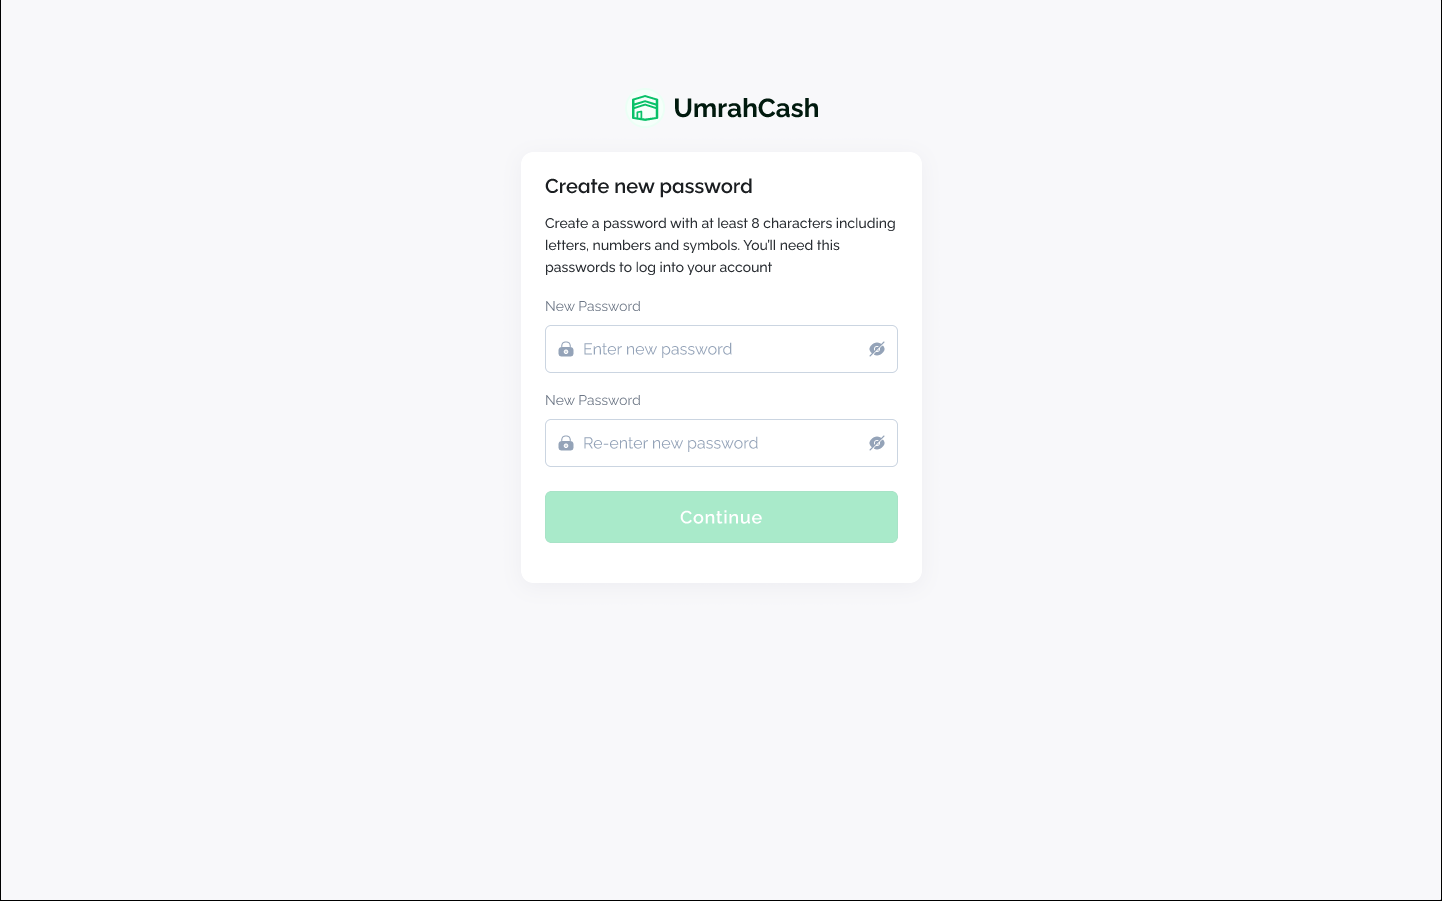 UmrahCash
Create new password
Create a password with at least 8 characters including
letters, numbers and symbols. You'll need this
passwords to log into your account
New Password
Enter new password
New Password
Re-enter new password
Continue